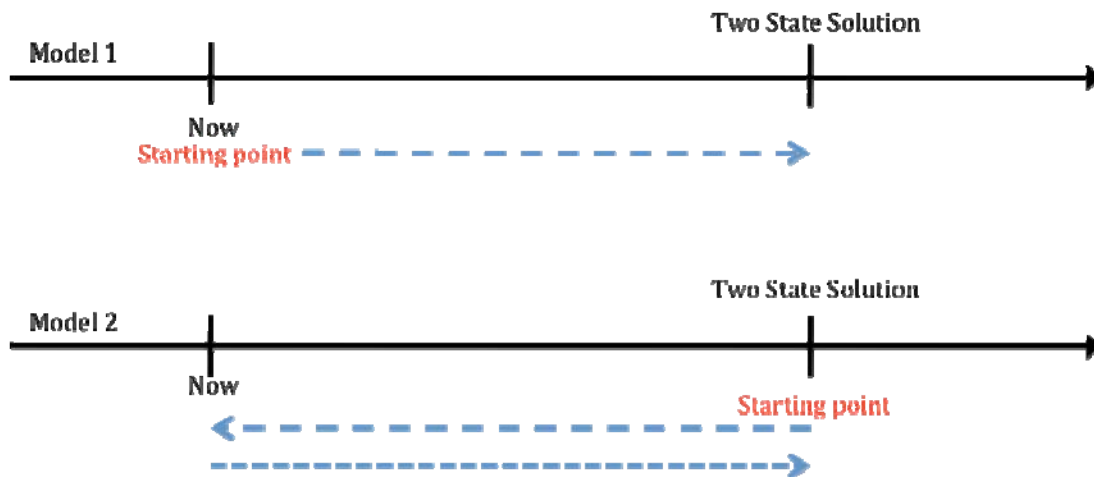 Two State Solution
Model 1
Now
Starting point
Two State Solution
Model 2
Now
Starting point